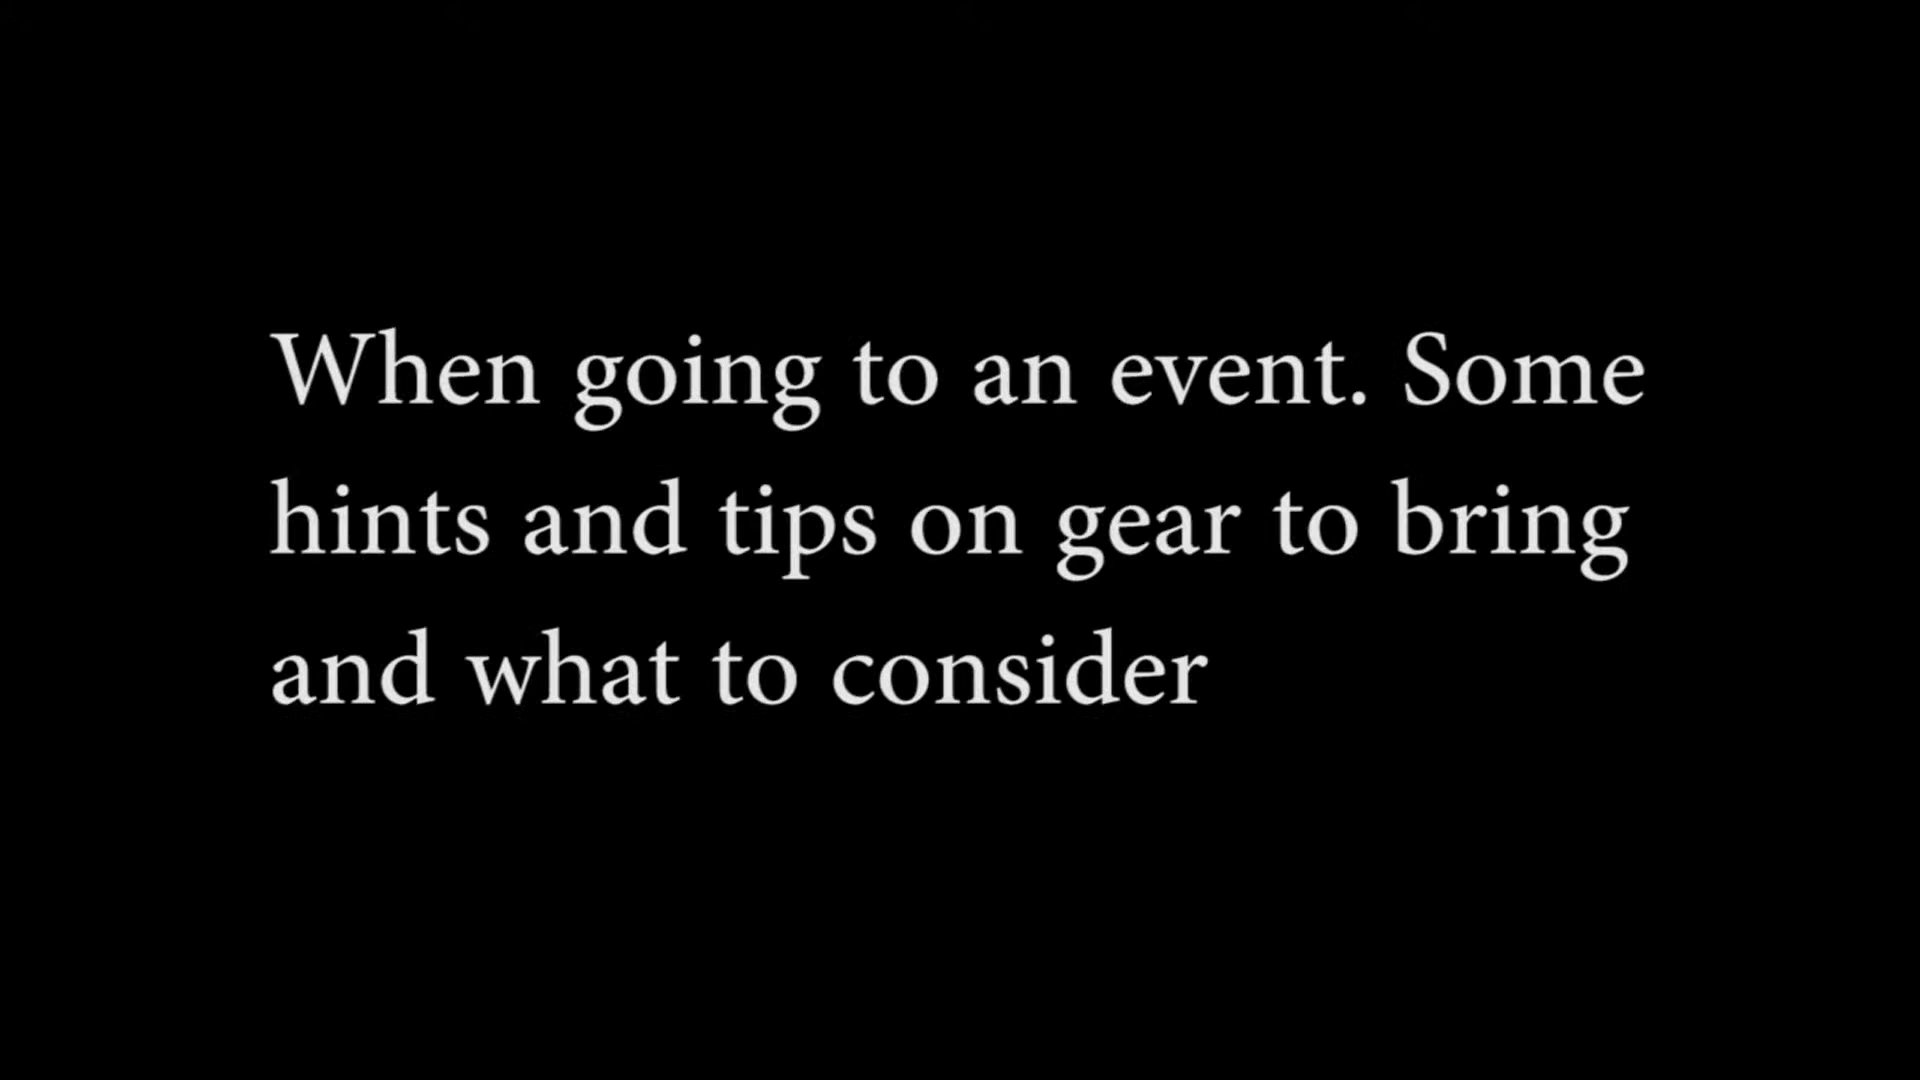 When going to an event. Some
hints and tips on gear to bring
and what to consider